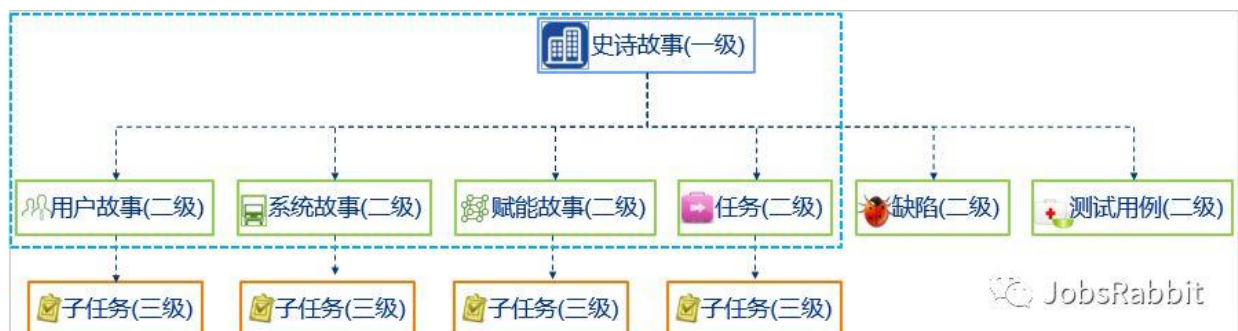 史诗故事(一级)
用户故事(二级)
系统故事(二级)
赋能故事(二级)
任务(二级)
缺陷(二级)
测试用例(二级)
子任务(三级)
子任务(三级)
子任务(三级)
子任务(三级)
JobsRabbit